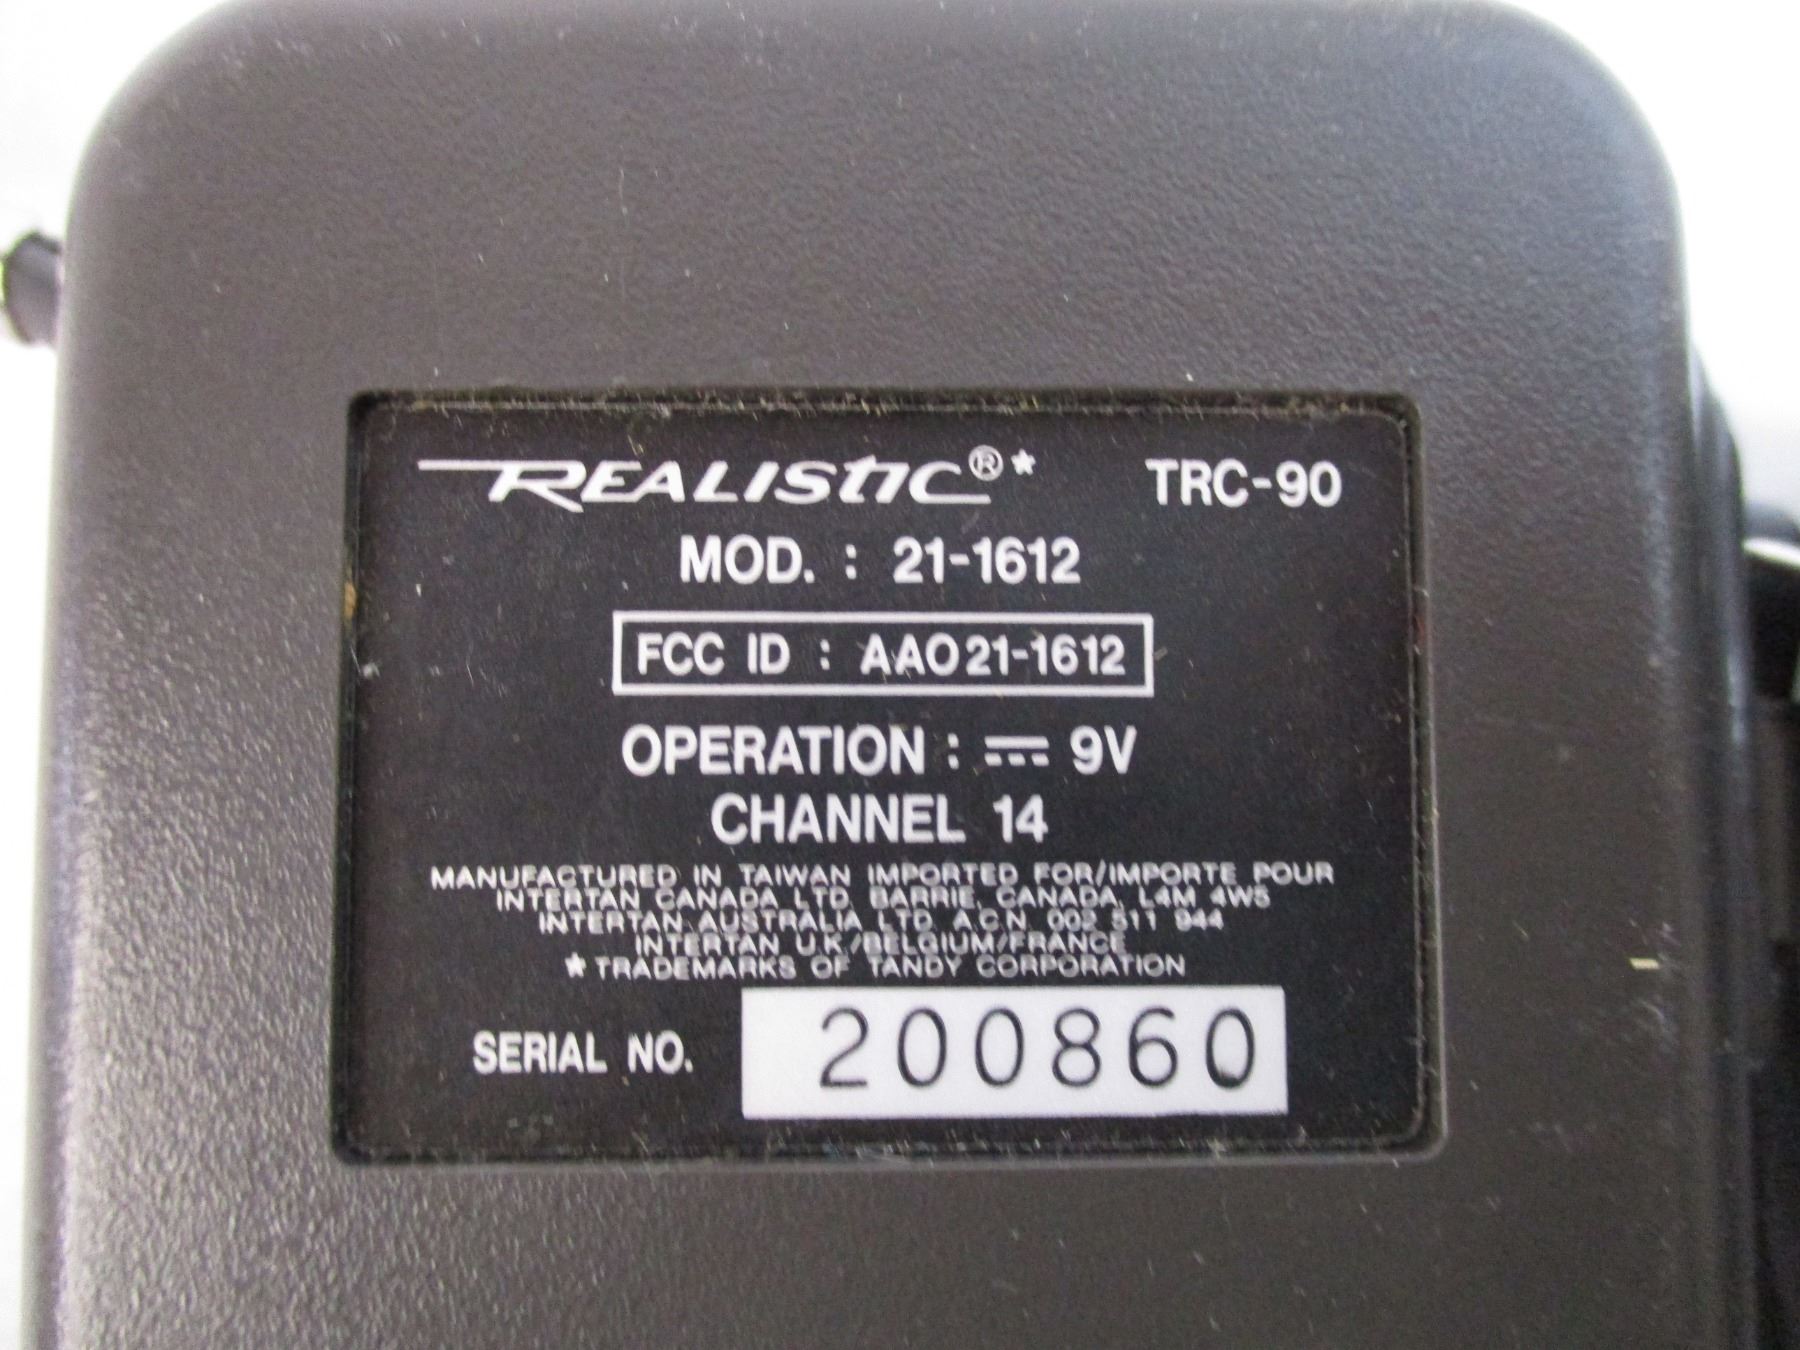 REALISTIC®* TRC-90
MOD. : 21-1612
FCC ID : AAO21-1612
OPERATION : ⎓ 9V
CHANNEL 14
MANUFACTURED IN TAIWAN IMPORTED FOR/IMPORTE POUR
INTERTAN CANADA LTD. BARRIE, CANADA, L4M 4W5
INTERTAN AUSTRALIA LTD. A.C.N. 002 511 944
INTERTAN U.K./BELGIUM/FRANCE
* TRADEMARKS OF TANDY CORPORATION
SERIAL NO. 200860